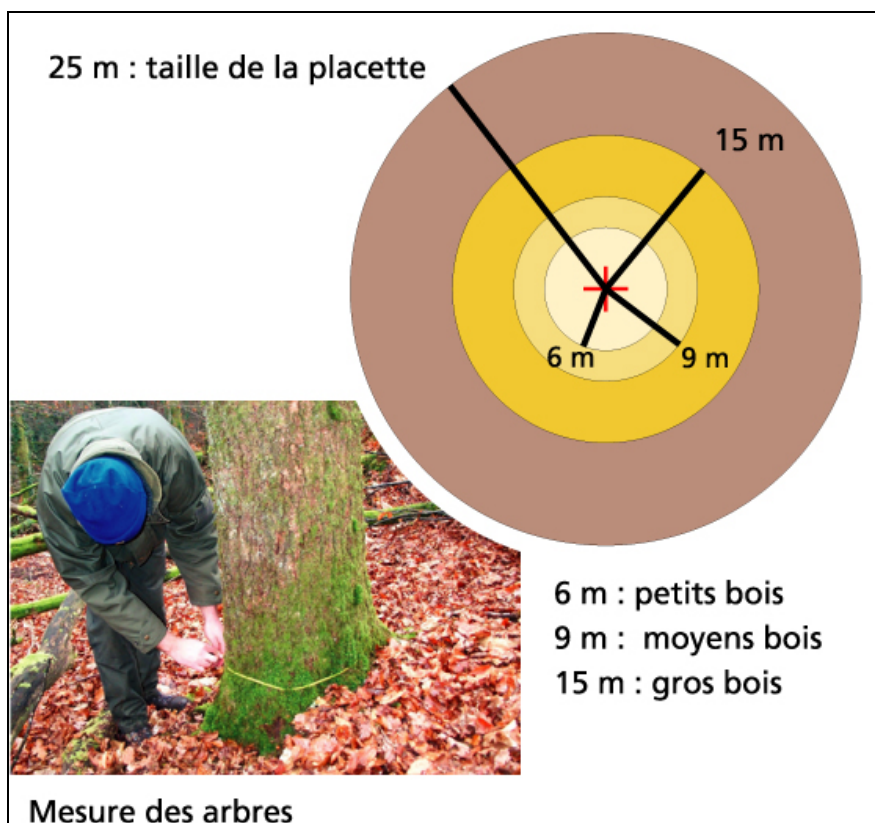 25 m : taille de la placette
15 m
6 m
9 m
6 m : petits bois
9 m : moyens bois
15 m : gros bois
Mesure des arbres